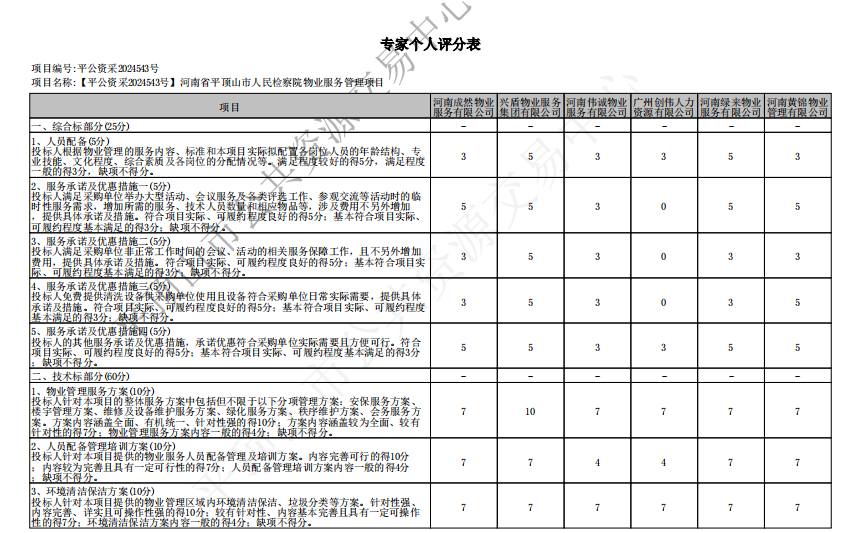 专家个人评分表
项目编号:平公资采2024543号
项目名称:【平公资采2024543号】河南省平顶山市人民检察院物业服务管理项目
项目 河南成然物业服务有限公司 兴盾物业服务集团有限公司 河南伟诚物业服务有限公司 广州创伟人力资源有限公司 河南绿来物业服务有限公司 河南黄锦物业管理有限公司
一、综合标部分(25分) - - - - - -
1、人员配备(5分)
投标人根据物业管理的服务内容、标准和本项目实际拟配置各岗位人员的年龄结构、专
业技能、文化程度、综合素质及各岗位的分配情况等。满足程度较好的得5分，满足程度
一般的得3分，缺项不得分。
3 5 3 3 5 3
2、服务承诺及优惠措施一(5分)
投标人满足采购单位举办大型活动、会议服务及各类评选工作、参观交流等活动时的临
时性服务需求，增加所需的服务、技术人员数量和相应物品等，涉及费用不另外增加
，提供具体承诺及措施。符合项目实际、可履约程度良好的得5分；基本符合项目实际、
可履约程度基本满足的得3分；缺项不得分。
5 5 3 0 5 5
3、服务承诺及优惠措施二(5分)
投标人满足采购单位非正常工作时间的会议、活动的相关服务保障工作，且不另外增加
费用，提供具体承诺及措施。符合项目实际、可履约程度良好的得5分；基本符合项目实
际、可履约程度基本满足的得3分；缺项不得分。
3 5 3 0 3 3
4、服务承诺及优惠措施三(5分)
投标人免费提供清洗设备供采购单位使用且设备符合采购单位日常实际需要，提供具体
承诺及措施。符合项目实际、可履约程度良好的得5分；基本符合项目实际、可履约程度
基本满足的得3分；缺项不得分。
3 5 3 0 3 5
5、服务承诺及优惠措施四(5分)
投标人的其他服务承诺及优惠措施，承诺优惠符合采购单位实际需要且方便可行。符合
项目实际、可履约程度良好的得5分；基本符合项目实际、可履约程度基本满足的得3分
；缺项不得分。
5 5 3 3 5 5
二、技术标部分(60分) - - - - - -
1、物业管理服务方案(10分)
投标人针对本项目的整体服务方案中包括但不限于以下分项管理方案：安保服务方案、
楼宇管理方案、维修及设备维护服务方案、绿化服务方案、秩序维护方案、会务服务方
案。方案内容涵盖全面、有机统一、针对性强的得10分；方案内容涵盖较为全面、较有
针对性的得7分；物业管理服务方案内容一般的得4分；缺项不得分。
7 10 7 7 7 7
2、人员配备管理培训方案(10分)
投标人针对本项目提供的物业服务人员配备管理及培训方案。内容完善可行的得10分
；内容较为完善且具有一定可行性的得7分；人员配备管理培训方案内容一般的得4分
；缺项不得分。
7 7 4 4 7 7
3、环境清洁保洁方案(10分)
投标人针对本项目提供的物业管理区域内环境清洁保洁、垃圾分类等方案。针对性强、
内容完善、详实且可操作性强的得10分；较有针对性、内容基本完善且具有一定可操作
性的得7分；环境清洁保洁方案内容一般的得4分；缺项不得分。
7 7 7 7 7 7